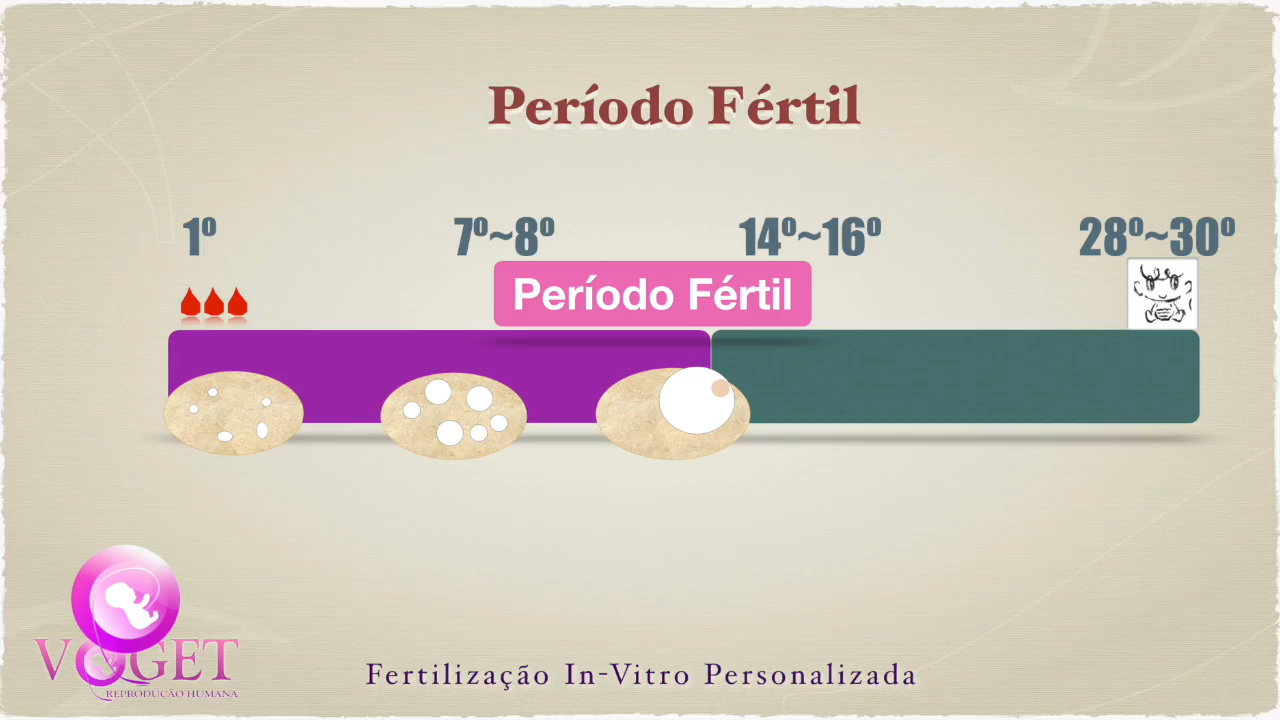 Período Fértil
1º 7º~8º 14º~16º 28º~30º
Período Fértil
VOGET
REPRODUÇÃO HUMANA
Fertilização In-Vitro Personalizada